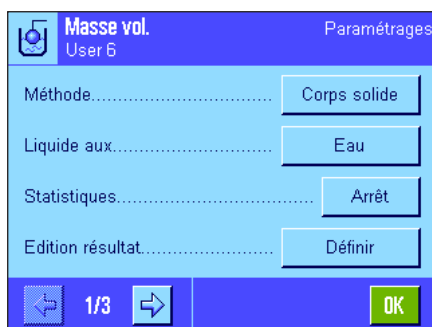 Masse vol. Paramétrages
User 6
Méthode................................ Corps solide
Liquide aux............................ Eau
Statistiques..................................... Arrêt
Edition résultat....................... Définir
1/3 OK